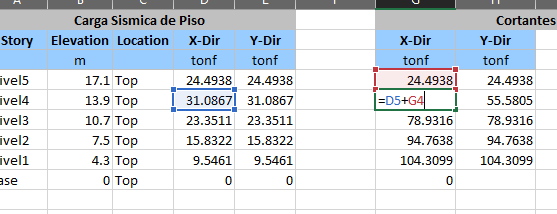 Carga Sismica de Piso Cortantes
Story Elevation Location X-Dir Y-Dir X-Dir Y-Dir
m tonf tonf tonf tonf
ivel5 17.1 Top 24.4938 24.4938 24.4938 24.4938
ivel4 13.9 Top 31.0867 31.0867 =D5+G4 55.5805
ivel3 10.7 Top 23.3511 23.3511 78.9316 78.9316
ivel2 7.5 Top 15.8322 15.8322 94.7638 94.7638
ivel1 4.3 Top 9.5461 9.5461 104.3099 104.3099
ase 0 Top 0 0 0